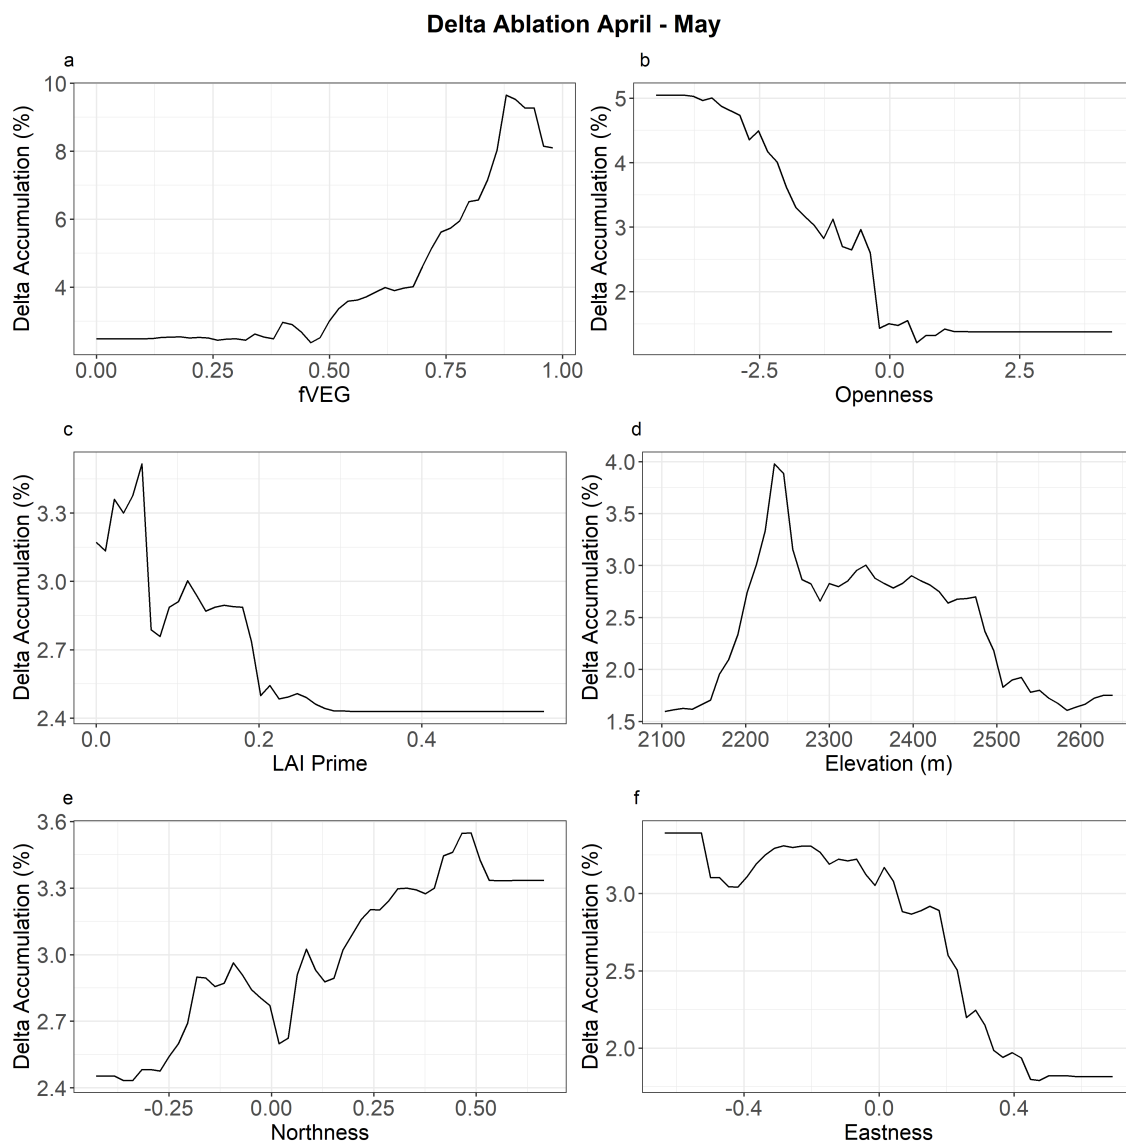 Delta Ablation April - May
a
Delta Accumulation (%)
10
8
6
4
0.00 0.25 0.50 0.75 1.00
fVEG
b
Delta Accumulation (%)
5
4
3
2
-2.5 0.0 2.5
Openness
c
Delta Accumulation (%)
3.3
3.0
2.7
2.4
0.0 0.2 0.4
LAI Prime
d
Delta Accumulation (%)
4.0
3.5
3.0
2.5
2.0
1.5
2100 2200 2300 2400 2500 2600
Elevation (m)
e
Delta Accumulation (%)
3.6
3.3
3.0
2.7
2.4
-0.25 0.00 0.25 0.50
Northness
f
Delta Accumulation (%)
3.0
2.5
2.0
-0.4 0.0 0.4
Eastness